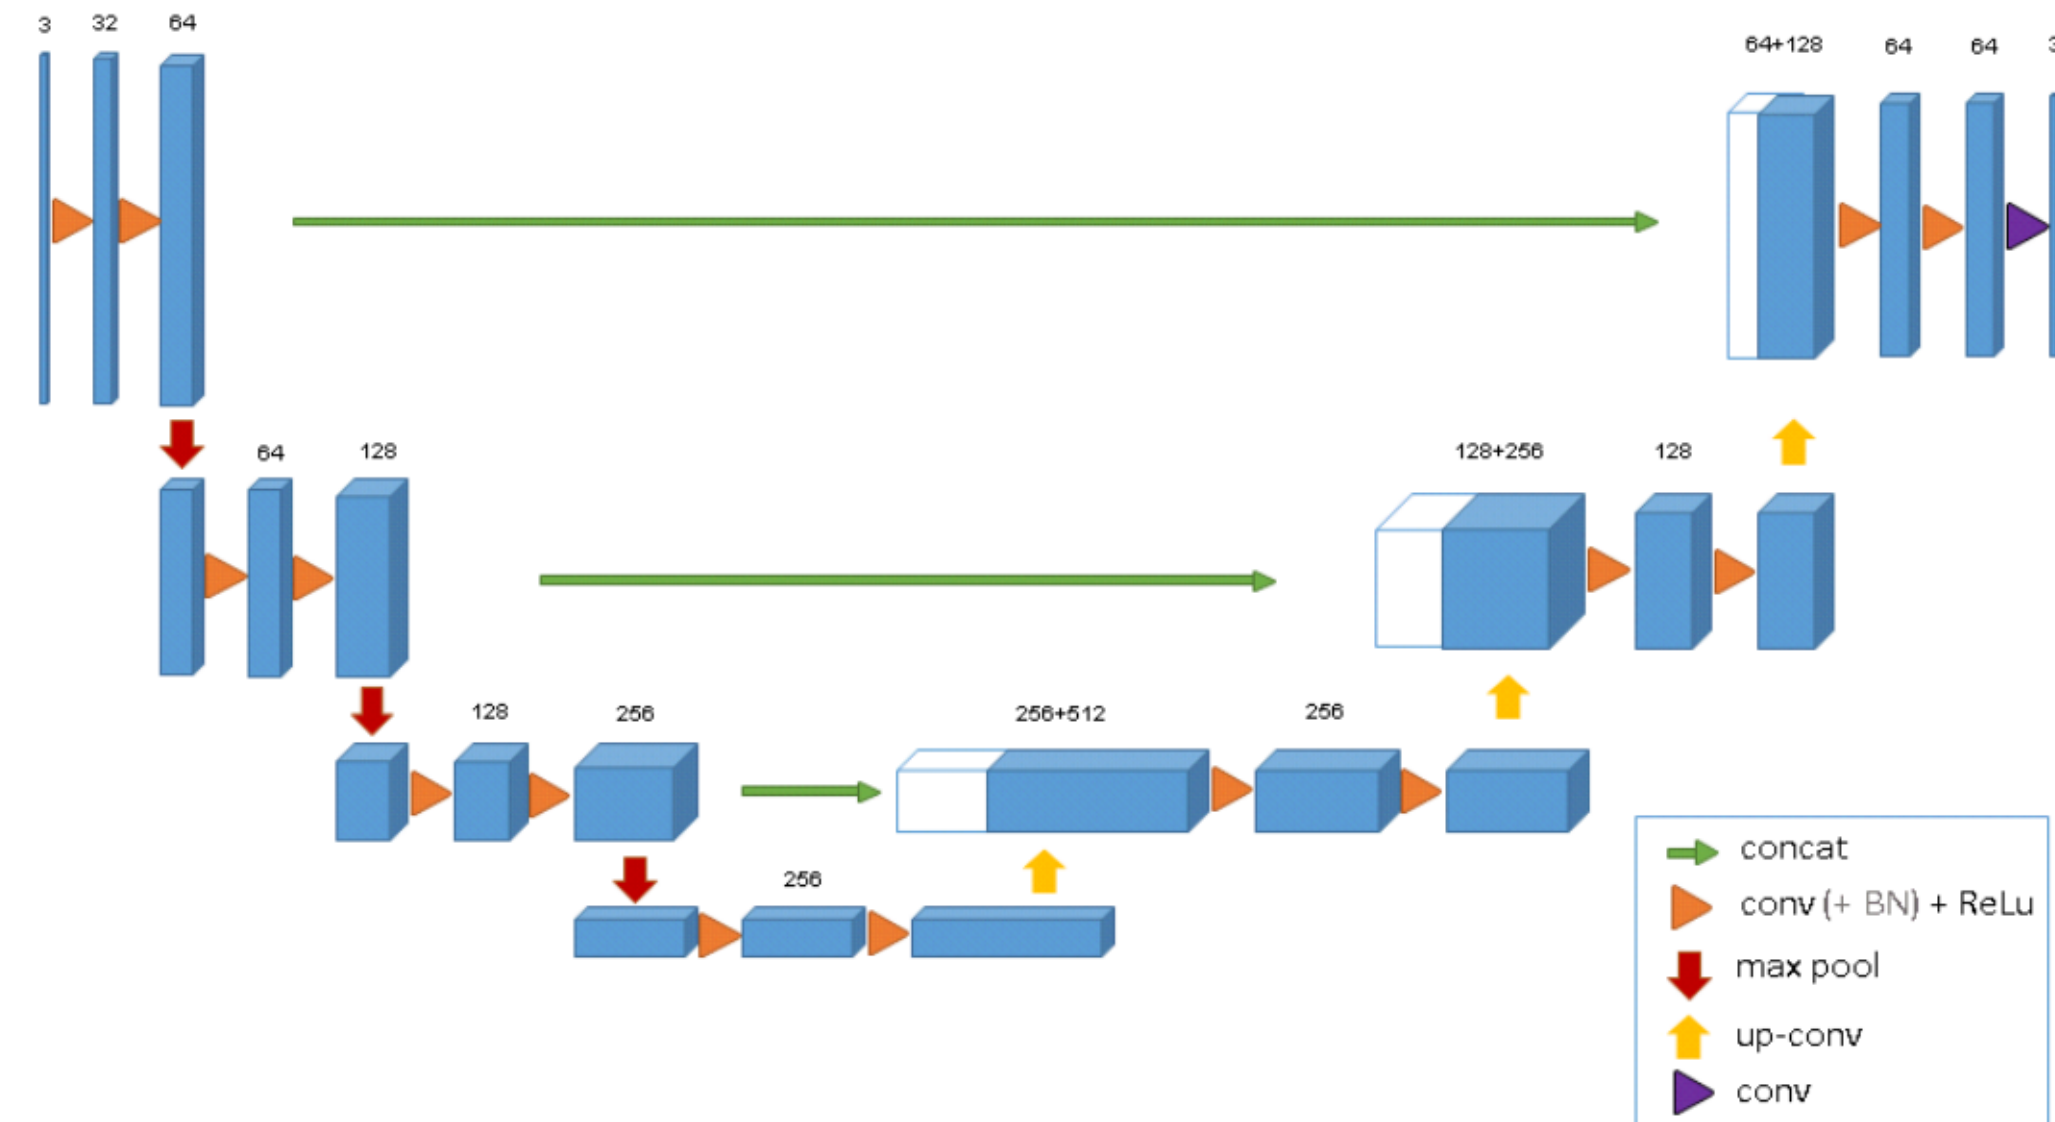 3 32 64
64+128 64 64 3
64 128
128+256 128
128 256
256+512 256
256
concat
conv (+ BN) + ReLu
max pool
up-conv
conv